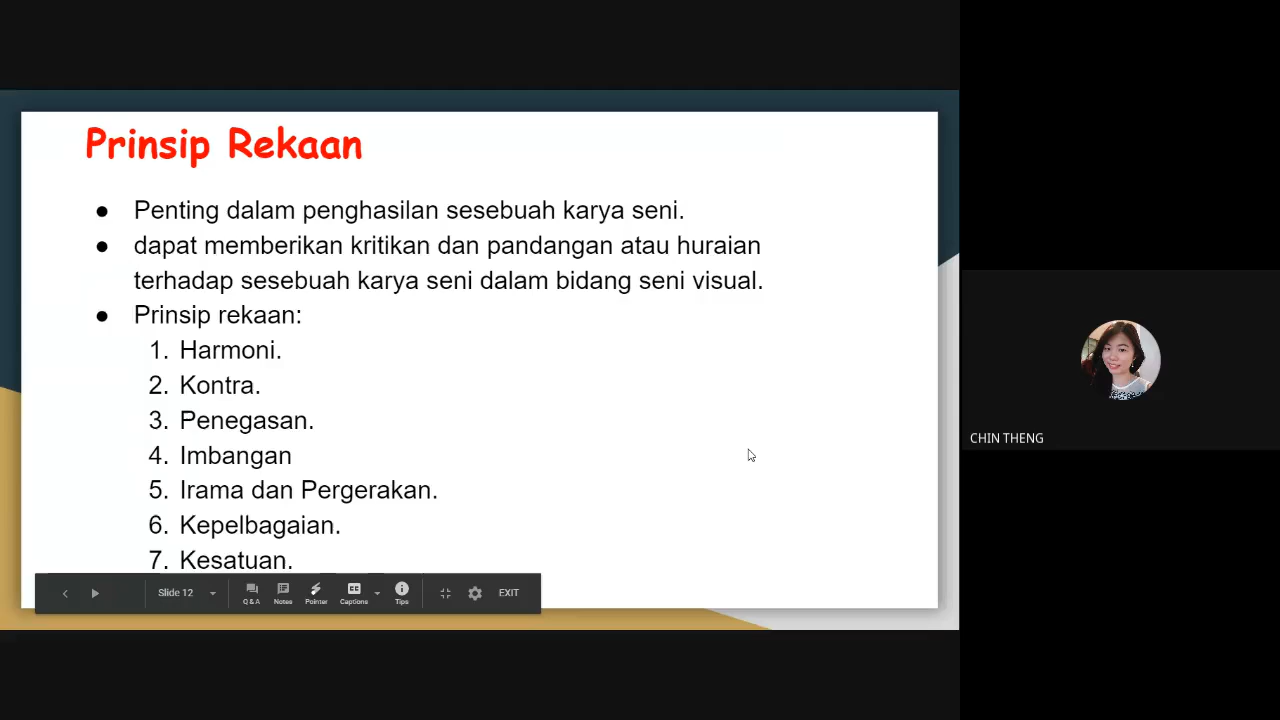 Prinsip Rekaan
● Penting dalam penghasilan sesebuah karya seni.
● dapat memberikan kritikan dan pandangan atau huraian
terhadap sesebuah karya seni dalam bidang seni visual.
● Prinsip rekaan:
1. Harmoni.
2. Kontra.
3. Penegasan.
4. Imbangan
5. Irama dan Pergerakan.
6. Kepelbagaian.
7. Kesatuan.
Slide 12
Q & A
Notes
Pointer
CC
Captions
Tips
EXIT
CHIN THENG